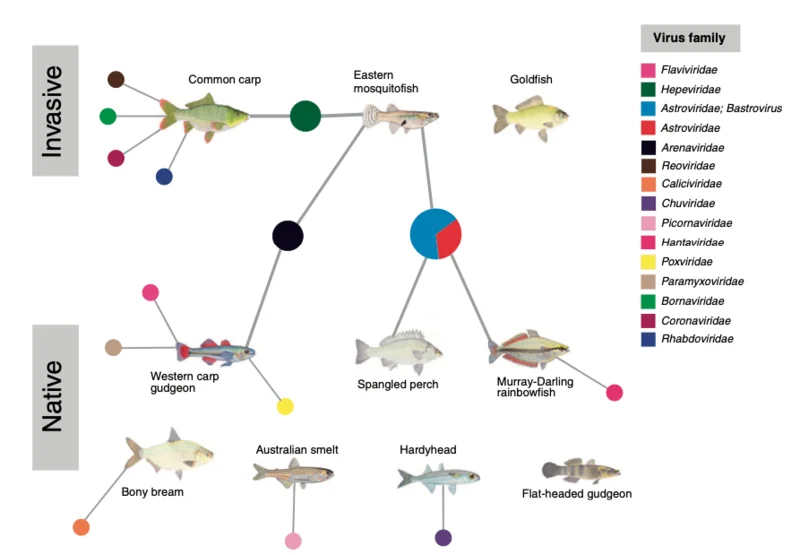 Invasive
Common carp
Eastern
mosquitofish
Goldfish
Native
Western carp
gudgeon
Spangled perch
Murray-Darling
rainbowfish
Bony bream
Australian smelt
Hardyhead
Flat-headed gudgeon
Virus family
Flaviviridae
Hepeviridae
Astroviridae; Bastrovirus
Astroviridae
Arenaviridae
Reoviridae
Caliciviridae
Chuviridae
Picornaviridae
Hantaviridae
Poxviridae
Paramyxoviridae
Bornaviridae
Coronaviridae
Rhabdoviridae